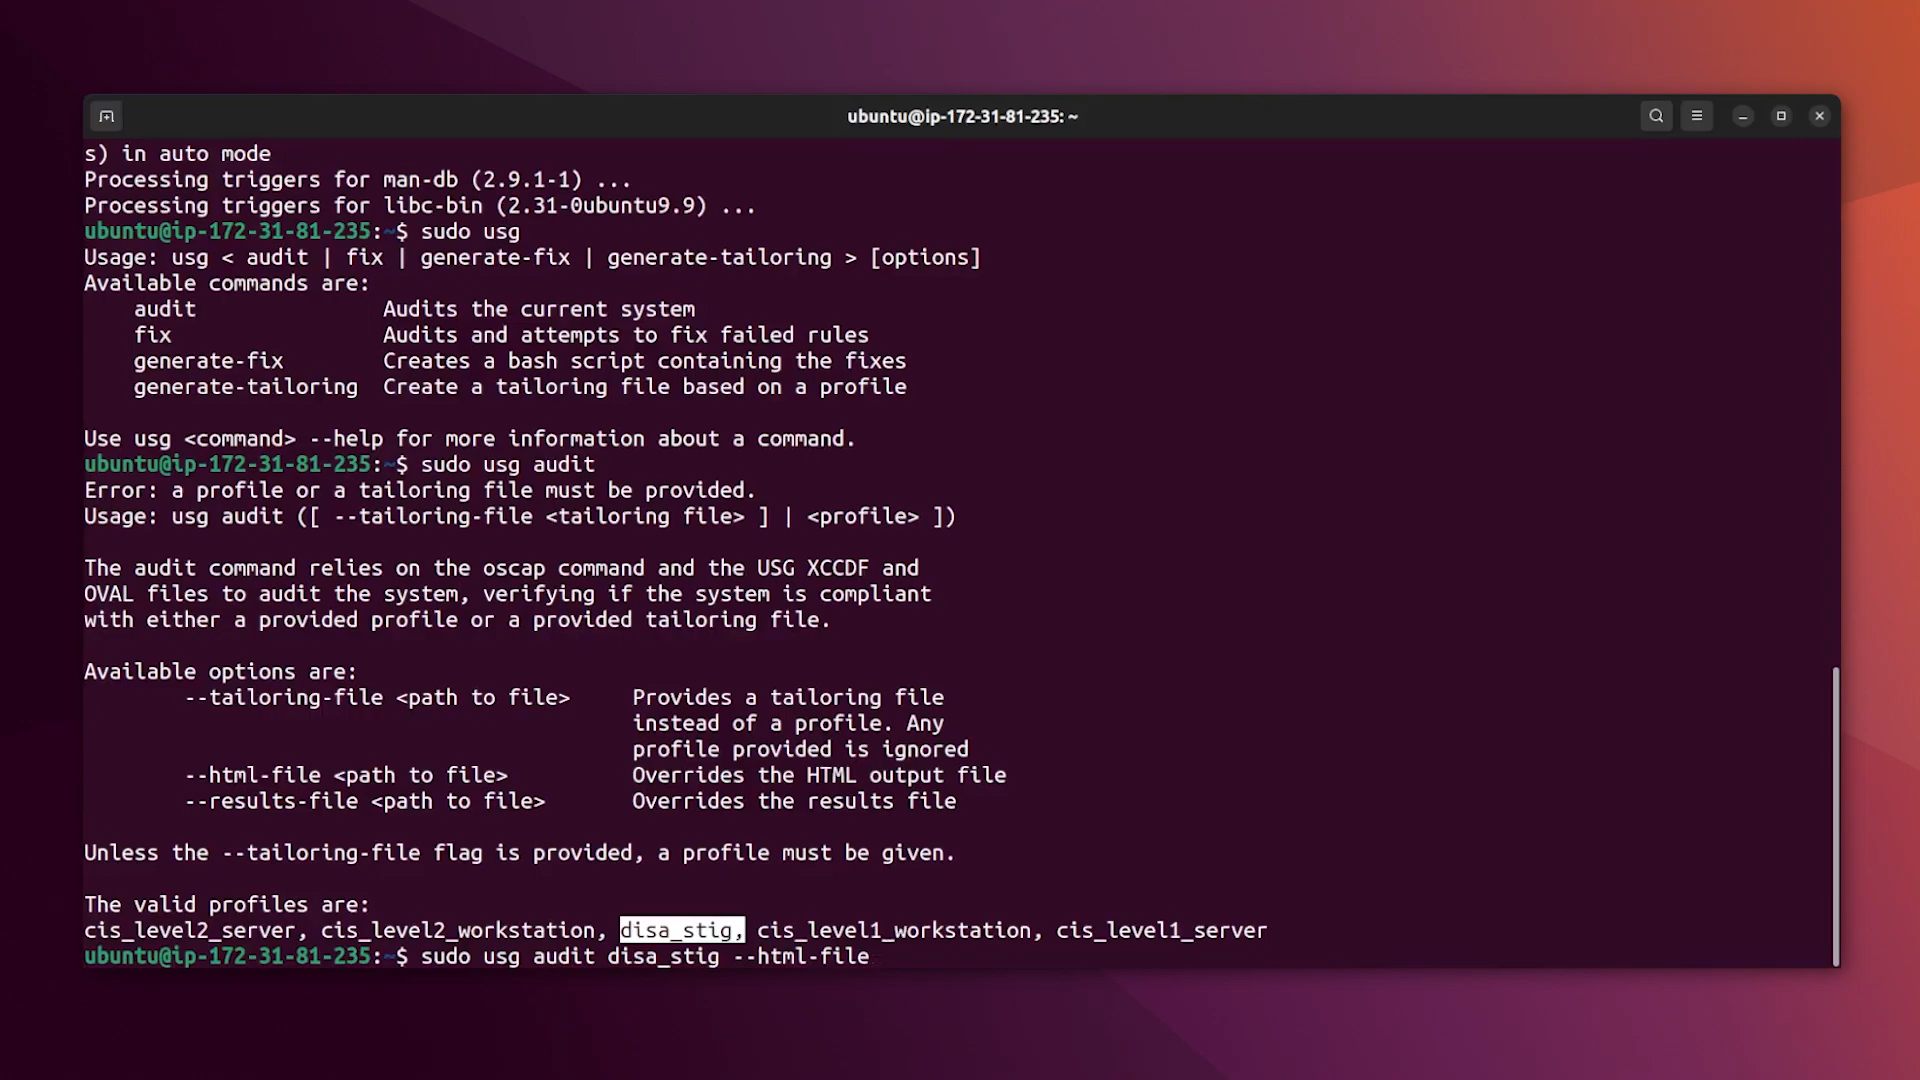 ubuntu@ip-172-31-81-235: ~
s) in auto mode
Processing triggers for man-db (2.9.1-1) ...
Processing triggers for libc-bin (2.31-0ubuntu9.9) ...
ubuntu@ip-172-31-81-235:~$ sudo usg
Usage: usg < audit | fix | generate-fix | generate-tailoring > [options]
Available commands are:
    audit               Audits the current system
    fix                 Audits and attempts to fix failed rules
    generate-fix        Creates a bash script containing the fixes
    generate-tailoring  Create a tailoring file based on a profile
Use usg <command> --help for more information about a command.
ubuntu@ip-172-31-81-235:~$ sudo usg audit
Error: a profile or a tailoring file must be provided.
Usage: usg audit ([ --tailoring-file <tailoring file> ] | <profile> ])
The audit command relies on the oscap command and the USG XCCDF and
OVAL files to audit the system, verifying if the system is compliant
with either a provided profile or a provided tailoring file.
Available options are:
        --tailoring-file <path to file>     Provides a tailoring file
                                            instead of a profile. Any
                                            profile provided is ignored
        --html-file <path to file>          Overrides the HTML output file
        --results-file <path to file>       Overrides the results file
Unless the --tailoring-file flag is provided, a profile must be given.
The valid profiles are:
cis_level2_server, cis_level2_workstation, disa_stig, cis_level1_workstation, cis_level1_server
ubuntu@ip-172-31-81-235:~$ sudo usg audit disa_stig --html-file